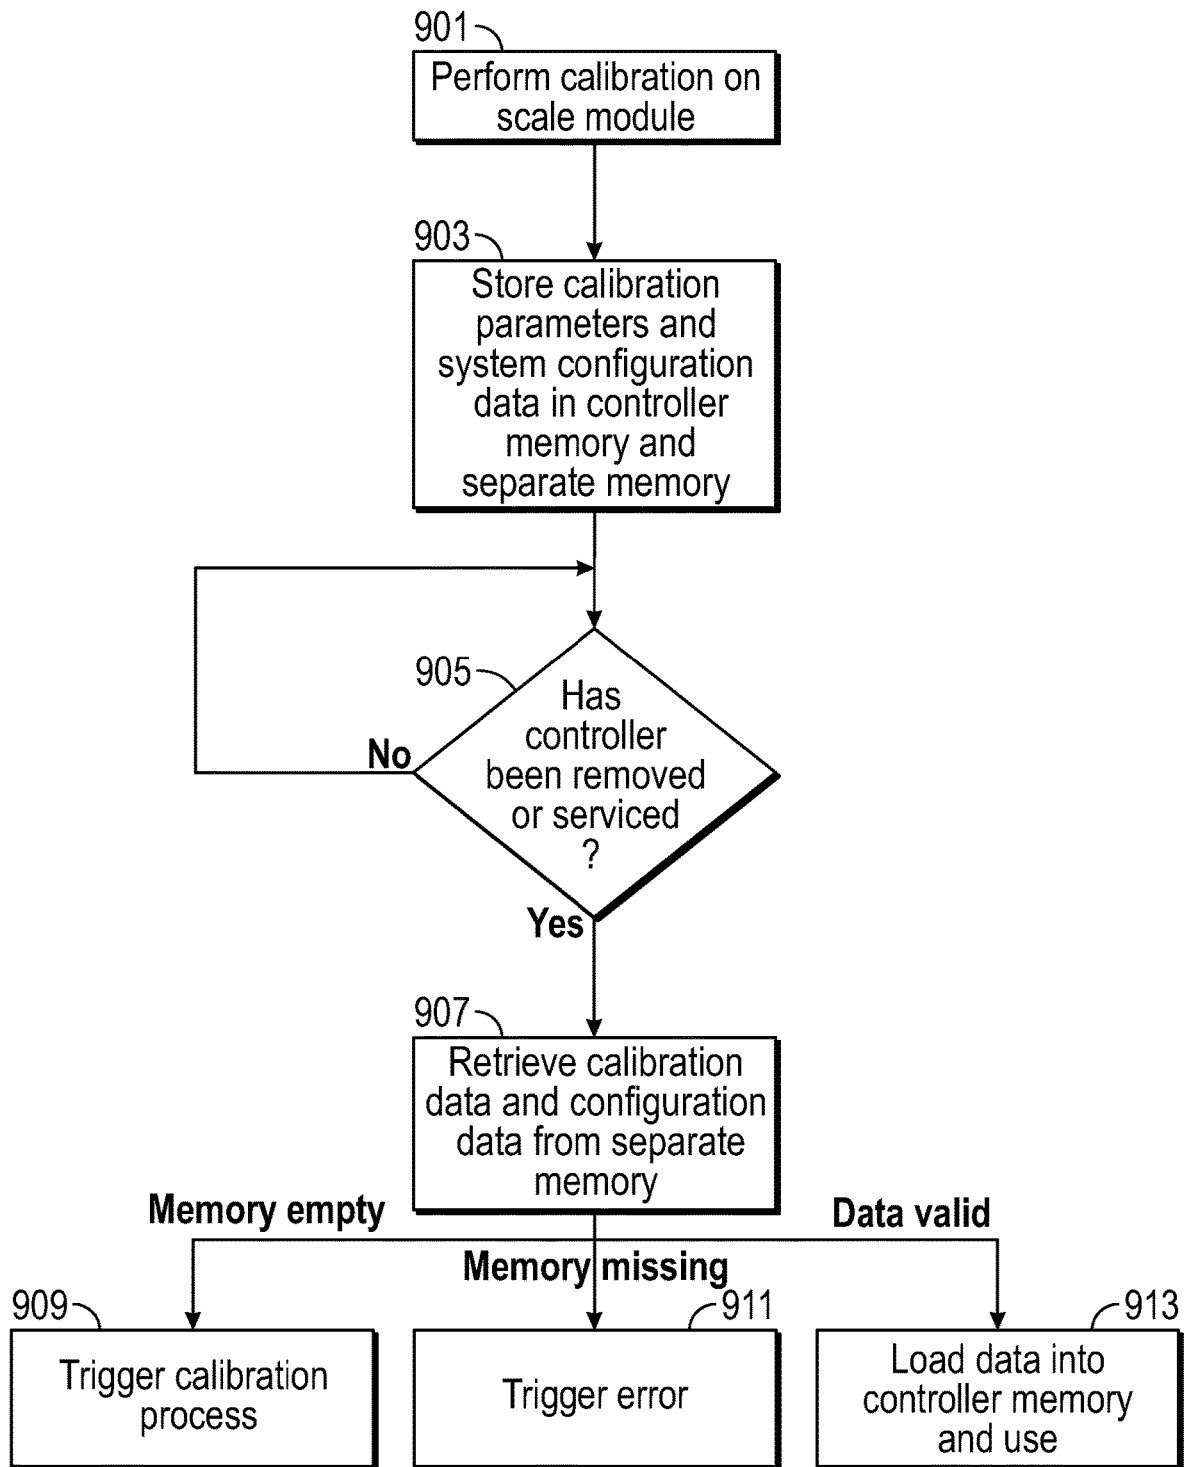 901
Perform calibration on
scale module
903
Store calibration
parameters and
system configuration
data in controller
memory and
separate memory
905
Has
controller
been removed
or serviced
?
No
Yes
907
Retrieve calibration
data and configuration
data from separate
memory
Memory empty
Data valid
Memory missing
909
Trigger calibration
process
911
Trigger error
913
Load data into
controller memory
and use